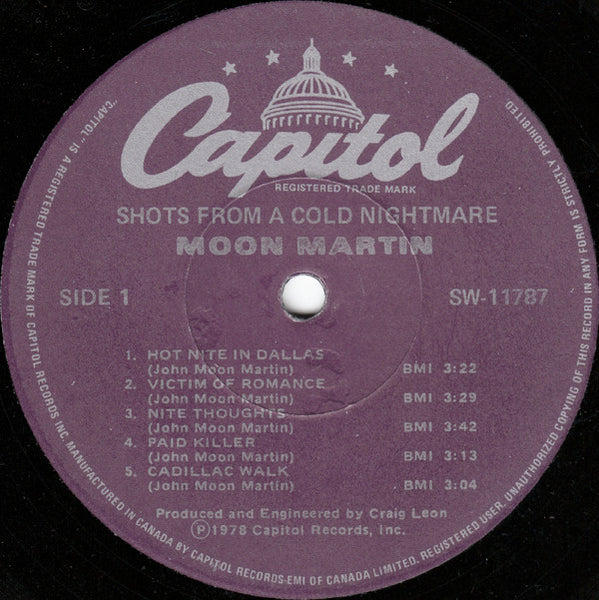 Capitol
REGISTERED TRADE MARK
SHOTS FROM A COLD NIGHTMARE
MOON MARTIN
SIDE 1
SW-11787
1. HOT NITE IN DALLAS
(John Moon Martin) BMI 3:22
2. VICTIM OF ROMANCE
(John Moon Martin) BMI 3:29
3. NITE THOUGHTS
(John Moon Martin) BMI 3:42
4. PAID KILLER
(John Moon Martin) BMI 3:13
5. CADILLAC WALK
(John Moon Martin) BMI 3:04
Produced and Engineered by Craig Leon
Ⓟ1978 Capitol Records, Inc.
"CAPITOL" IS A REGISTERED TRADE MARK OF CAPITOL RECORDS INC. MANUFACTURED IN CANADA BY CAPITOL RECORDS-EMI OF CANADA LIMITED. REGISTERED USER. UNAUTHORIZED COPYING OF THIS RECORD IN ANY FORM IS STRICTLY PROHIBITED